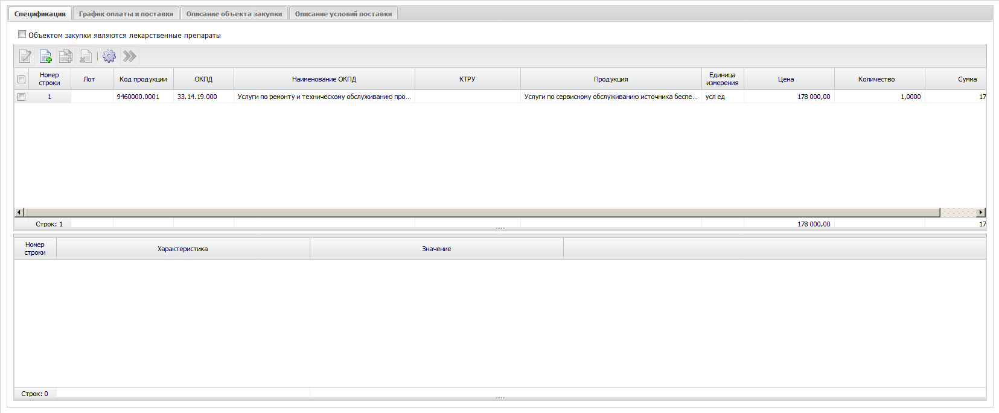 Спецификация График оплаты и поставки Описание объекта закупки Описание условий поставки
Объектом закупки являются лекарственные препараты
Номер строки Лот Код продукции ОКПД Наименование ОКПД КТРУ Продукция Единица измерения Цена Количество Сумма
1 9460000.0001 33.14.19.000 Услуги по ремонту и техническому обслуживанию про... Услуги по сервисному обслуживанию источника беспе... усл ед 178 000,00 1,0000 17
Строк: 1 178 000,00 17
Номер строки Характеристика Значение
Строк: 0